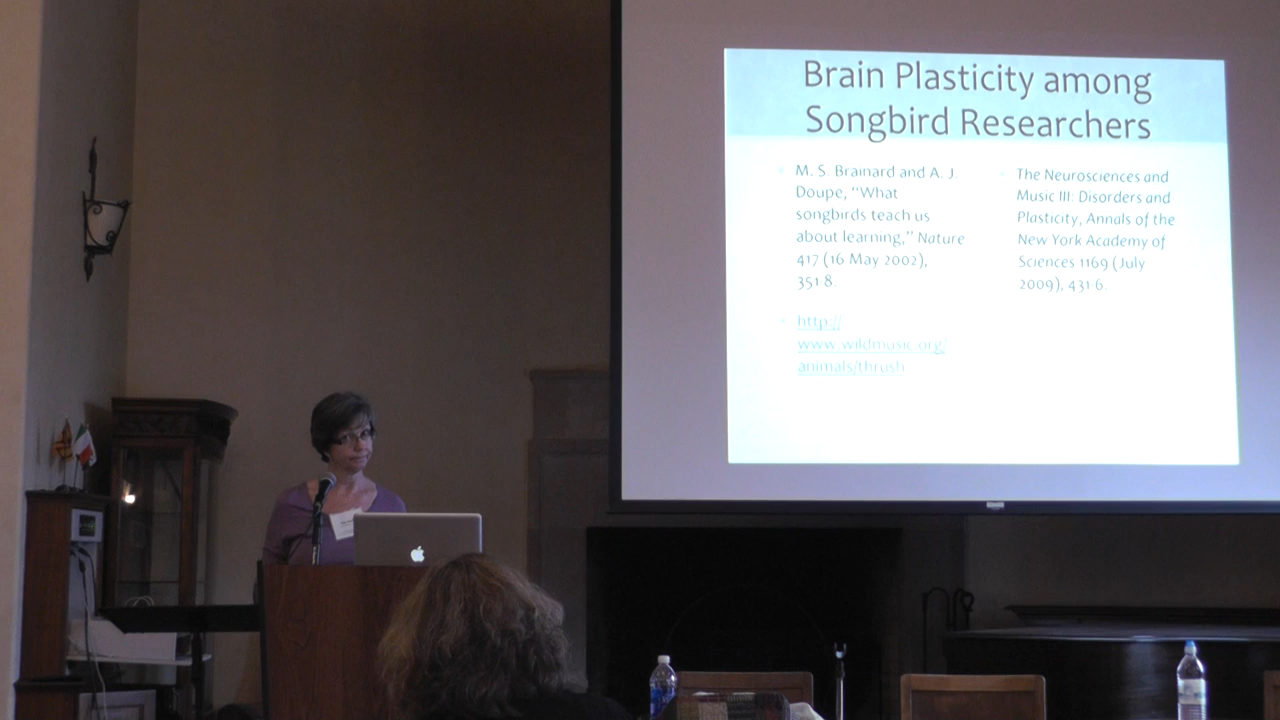 Brain Plasticity among
Songbird Researchers
M. S. Brainard and A. J.
Doupe, "What
songbirds teach us
about learning," Nature
417 (16 May 2002),
351-8.
http://
www.wildmusic.org/
animals/thrush
The Neurosciences and
Music III: Disorders and
Plasticity, Annals of the
New York Academy of
Sciences 1169 (July
2009), 431-6.